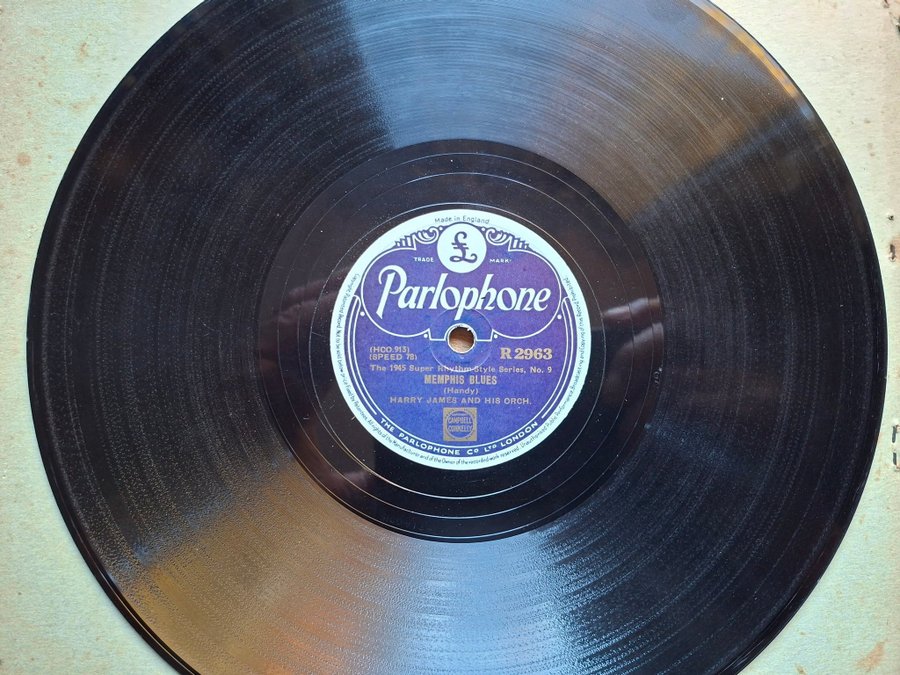 Made in England
£
TRADE MARK
Parlophone
(HCO.913)
(SPEED 78)
R 2963
The 1945 Super Rhythm-Style Series, No. 9
MEMPHIS BLUES
(Handy)
HARRY JAMES AND HIS ORCH.
CAMPBELL
CONNELLY
THE PARLOPHONE CO LTD LONDON